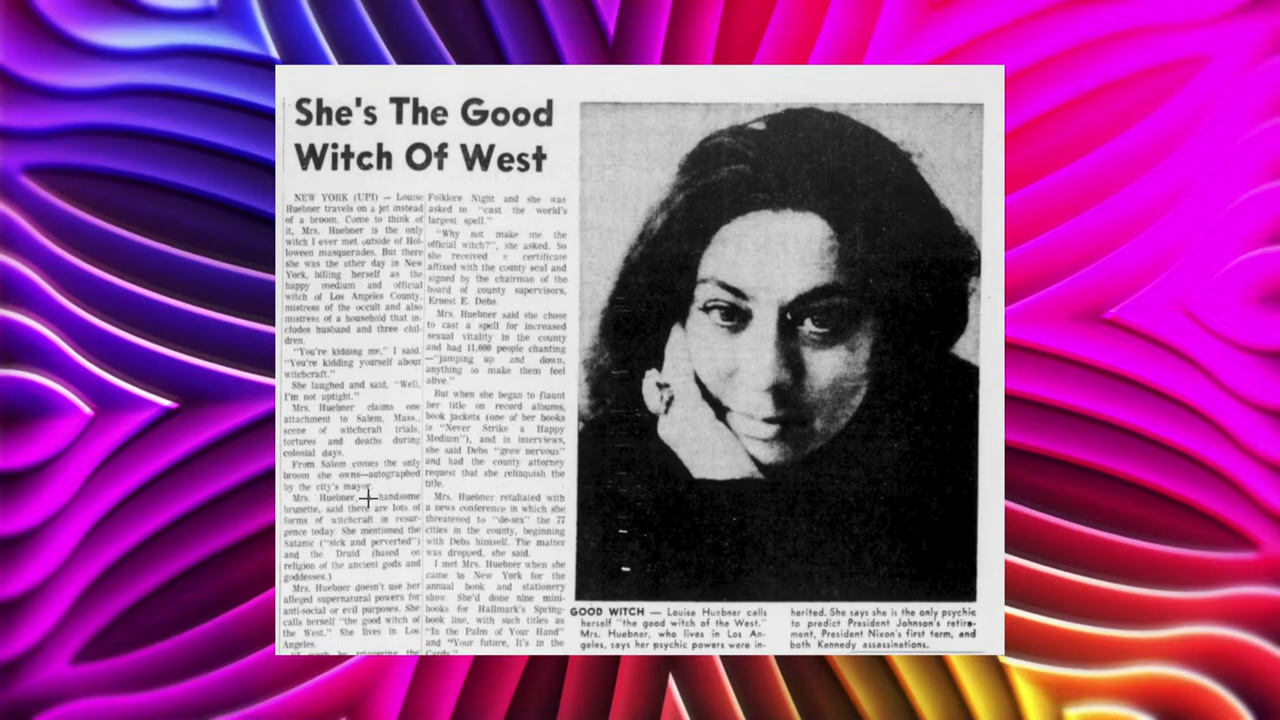 She's The Good
Witch Of West
NEW YORK (UPI) — Louise
Huebner travels on a jet instead
of a broom. Come to think of
it, Mrs. Huebner is the only
witch I ever met outside of Hal-
loween masquerades. But there
she was the other day in New
York, billing herself as the
happy medium and official
witch of Los Angeles County,
mistress of the occult and also
mistress of a household that in-
cludes husband and three chil-
dren.
"You're kidding me," I said.
"You're kidding yourself about
witchcraft."
She laughed and said, "Well,
I'm not uptight."
Mrs. Huebner claims one
attachment to Salem, Mass.,
scene of witchcraft trials,
tortures and deaths during
colonial days.
From Salem comes the only
broom she owns—autographed
by the city's mayor.
Mrs. Huebner, handsome
brunette, said there are lots of
forms of witchcraft in resur-
gence today. She mentioned the
Satanic ("sick and perverted")
and the Druid (based on
religion of the ancient gods and
goddesses.)
Mrs. Huebner doesn't use her
alleged supernatural powers for
anti-social or evil purposes. She
calls herself "the good witch of
the West." She lives in Los
Angeles.
Folklore Night and she was
asked to "cast the world's
largest spell."
"Why not make me the
official witch?", she asked. So
she received a certificate
affixed with the county seal and
signed by the chairman of the
board of county supervisors,
Ernest E. Debs.
Mrs. Huebner said she chose
to cast a spell for increased
sexual vitality in the county
and had 11,000 people chanting
—"jumping up and down,
anything to make them feel
alive."
But when she began to flaunt
her title on record albums,
book jackets (one of her books
is "Never Strike a Happy
Medium"), and in interviews,
she said Debs "grew nervous"
and had the county attorney
request that she relinquish the
title.
Mrs. Huebner retaliated with
a news conference in which she
threatened to "de-sex" the 77
cities in the county, beginning
with Debs himself. The matter
was dropped, she said.
I met Mrs. Huebner when she
came to New York for the
annual book and stationery
show. She'd done nine mini-
books for Hallmark's Spring-
book line, with such titles as
"In the Palm of Your Hand"
and "Your future, It's in the
Cards."
GOOD WITCH — Louise Huebner calls
herself "the good witch of the West."
Mrs. Huebner, who lives in Los An-
geles, says her psychic powers were in-
herited. She says she is the only psychic
to predict President Johnson's retire-
ment, President Nixon's first term, and
both Kennedy assassinations.